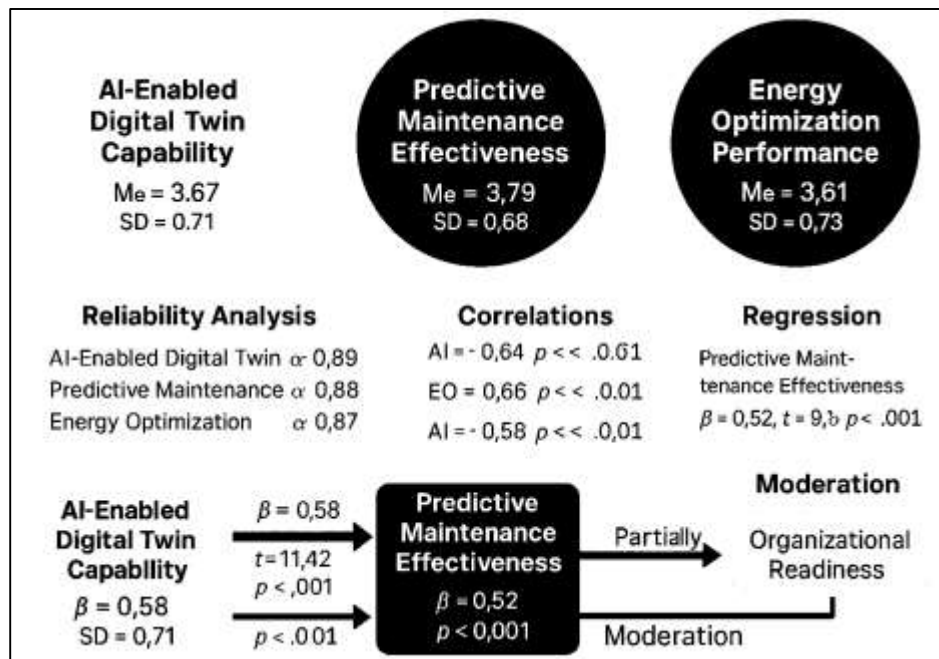 AI-Enabled
Digital Twin
Capability
Me = 3.67
SD = 0.71
Predictive
Maintenance
Effectiveness
Me = 3,79
SD = 0,68
Energy
Optimization
Performance
Me = 3,61
SD = 0,73
Reliability Analysis
AI-Enabled Digital Twin α 0,89
Predictive Maintenance α 0,88
Energy Optimization α 0,87
Correlations
AI = - 0,64 p << .0.01
EO = 0,66 p << .0.01
AI = - 0,58 p << .0,01
Regression
Predictive Maint-
tenance Effectiveness
β = 0,52, t = p < .001
AI-Enabled
Digital Twin
Capability
β = 0,58
SD = 0,71
β = 0,58
t = 11,42
p < ,001
p < .001
Predictive
Maintenance
Effectiveness
β = 0,52
p < 0,001
Partially
Moderation
Moderation
Organizational
Readiness